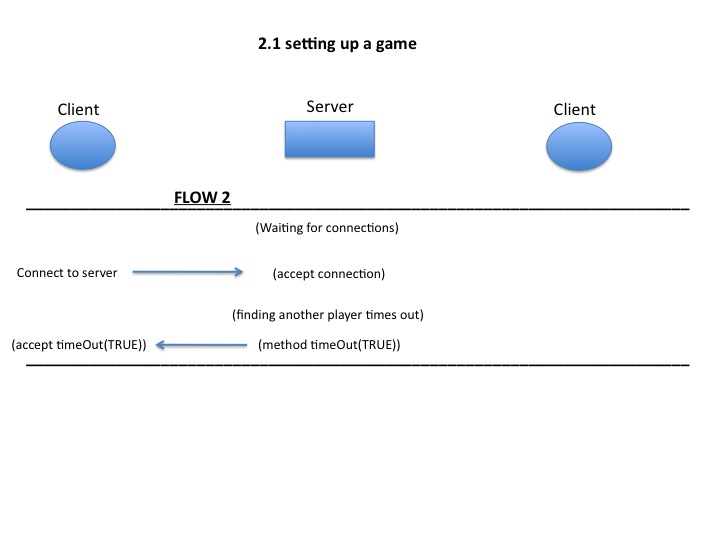 2.1 setting up a game
Client
Server
Client
FLOW 2
(Waiting for connections)
Connect to server
(accept connection)
(finding another player times out)
(accept timeOut(TRUE))
(method timeOut(TRUE))